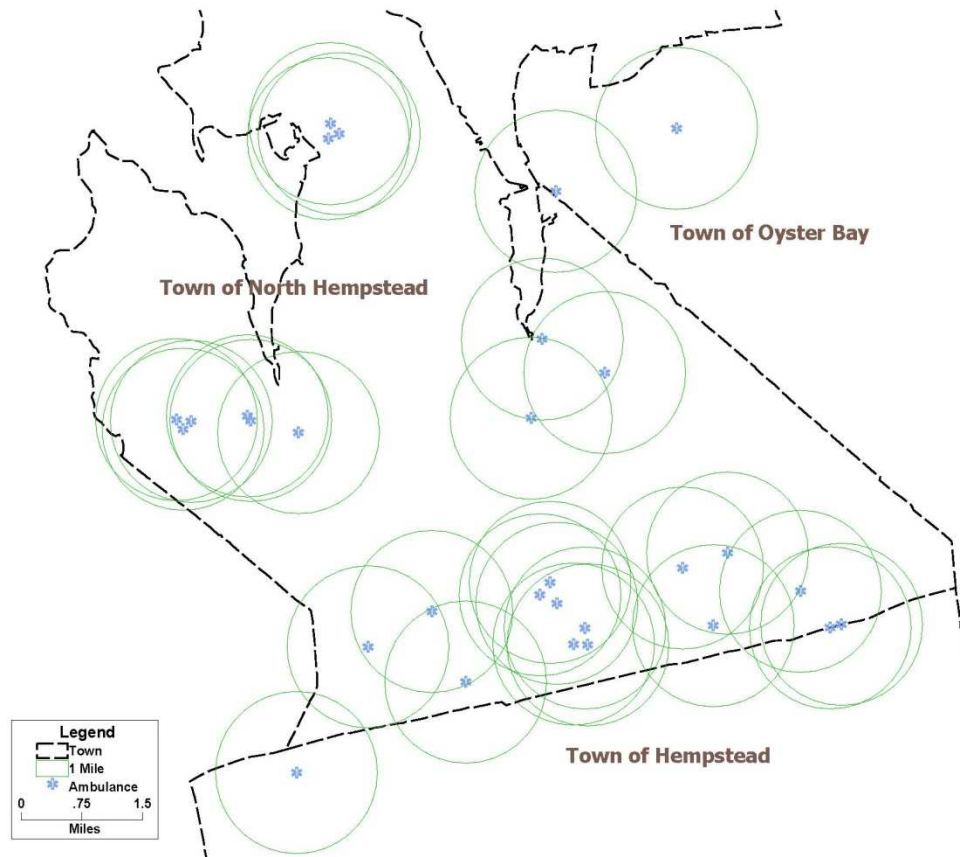 Town of Oyster Bay
Town of North Hempstead
Town of Hempstead
Legend
Town
1 Mile
Ambulance
0 .75 1.5
Miles